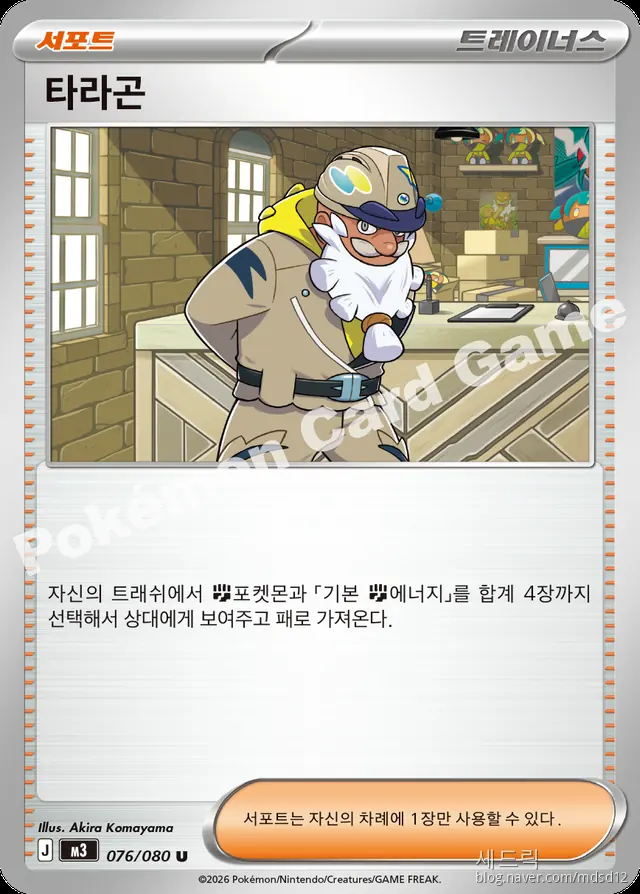 서포트
트레이너스
타라곤
Pokémon Card Game
자신의 트래쉬에서 포켓몬과 「기본 에너지」를 합계 4장까지
선택해서 상대에게 보여주고 패로 가져온다.
서포트는 자신의 차례에 1장만 사용할 수 있다.
Illus. Akira Komayama
J M3 076/080 U
©2026 Pokémon/Nintendo/Creatures/GAME FREAK.
세드릭
blog.naver.com/mdsd12